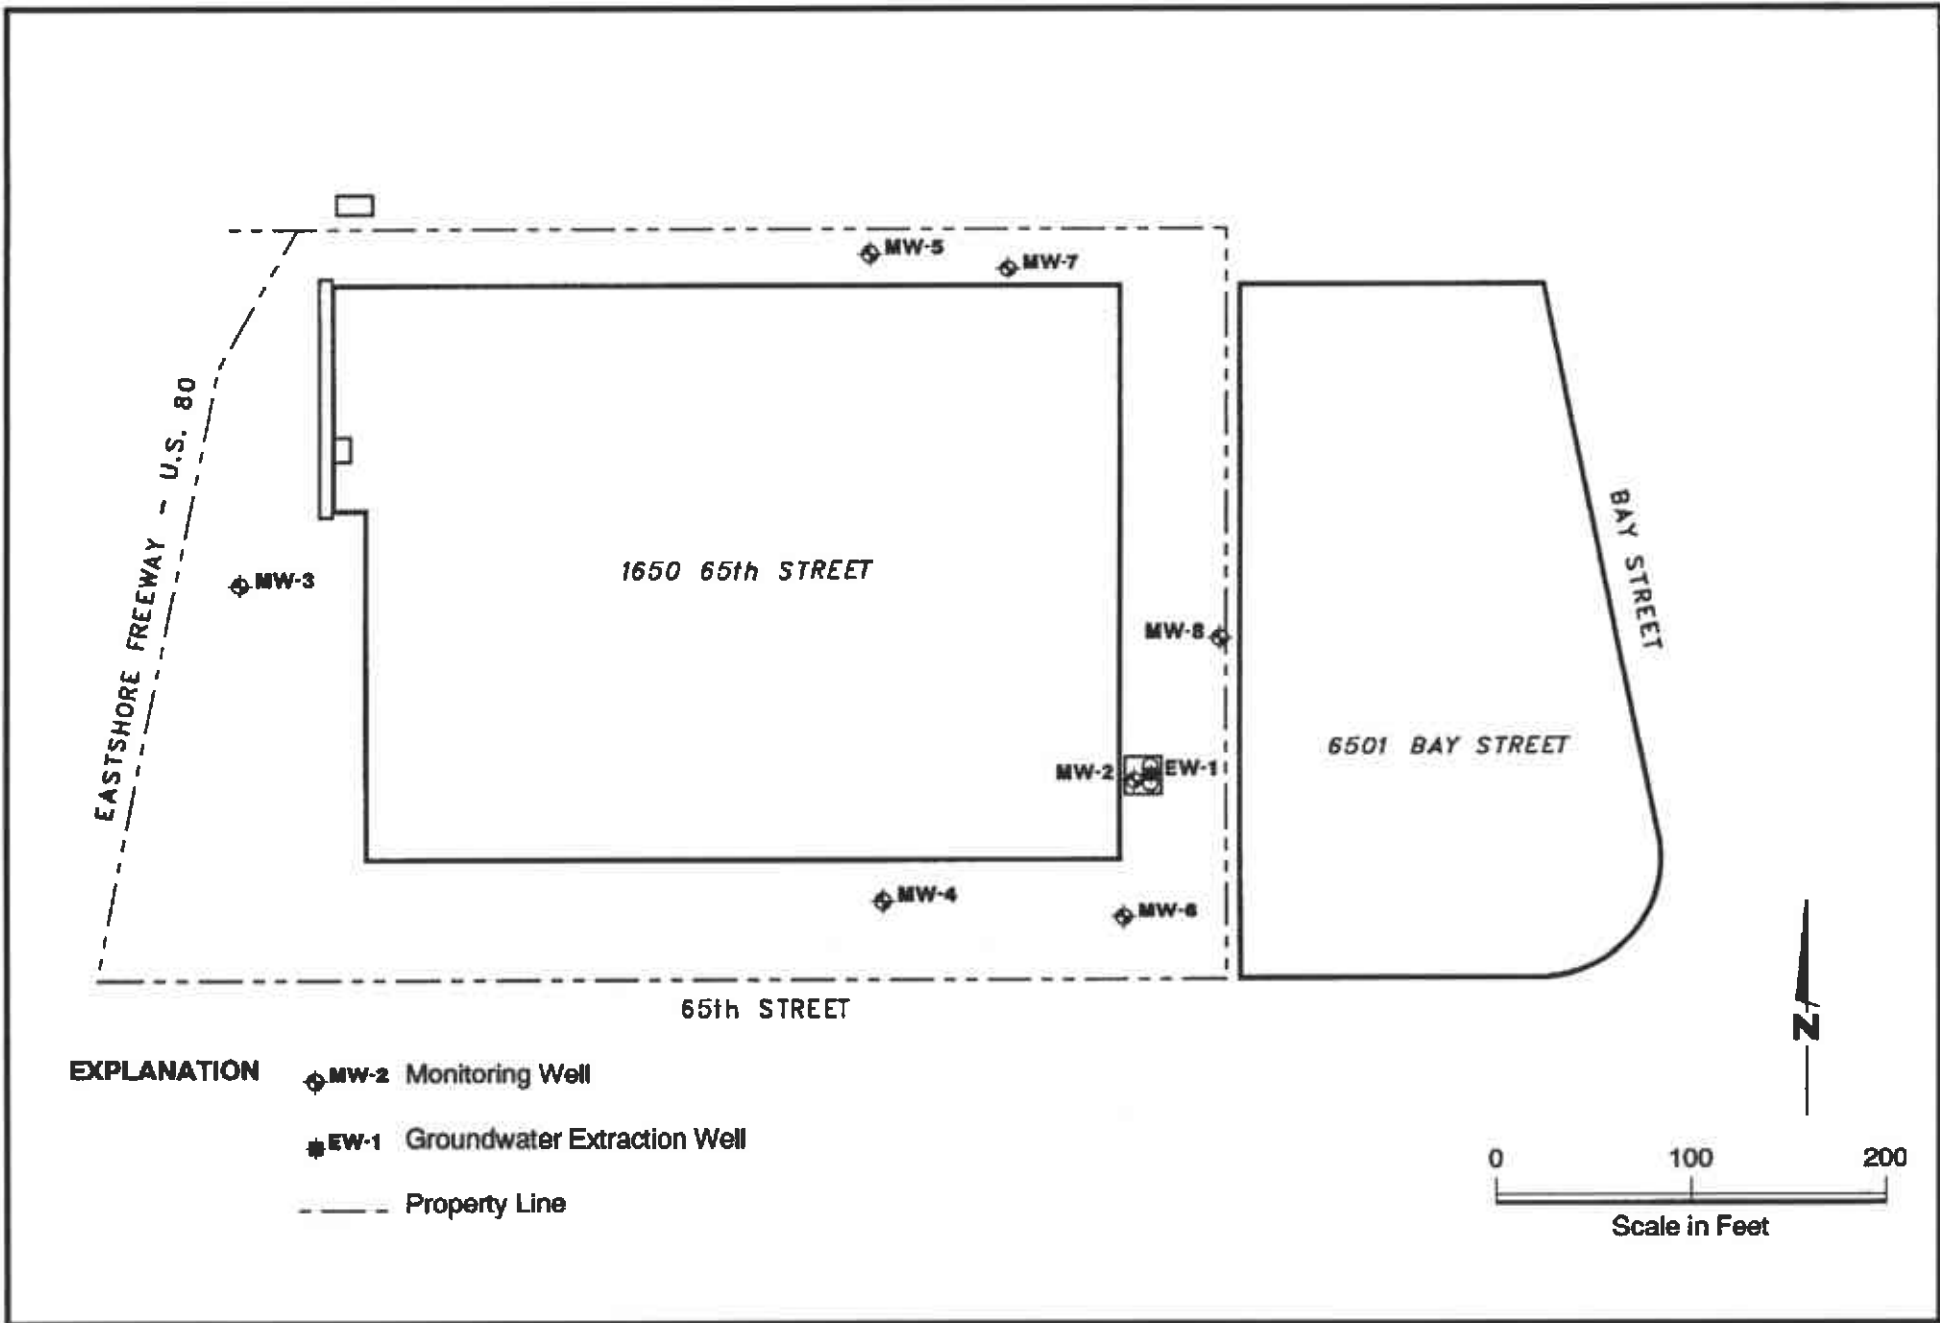 MW-5
MW-7
EASTSHORE FREEWAY - U.S. 80
MW-3
1650 65th STREET
BAY STREET
MW-8
6501 BAY STREET
MW-2
EW-1
MW-4
MW-6
65th STREET
N
EXPLANATION
MW-2 Monitoring Well
EW-1 Groundwater Extraction Well
Property Line
0 100 200
Scale in Feet